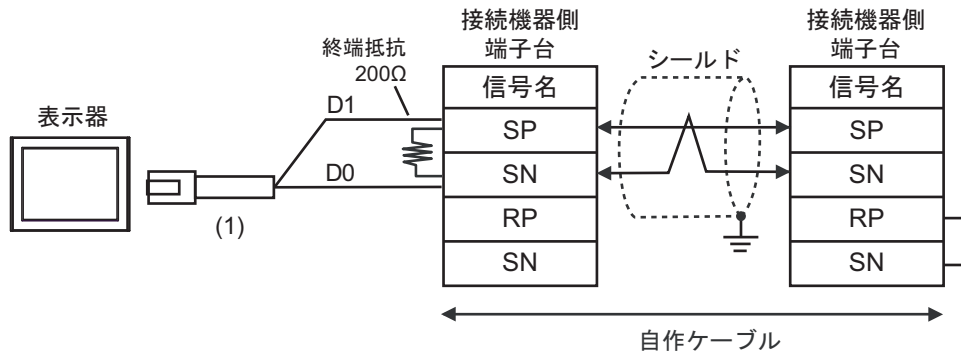 表示器
(1)
D1
D0
終端抵抗
200Ω
接続機器側
端子台
信号名
SP
SN
RP
SN
シールド
接続機器側
端子台
信号名
SP
SN
RP
SN
自作ケーブル